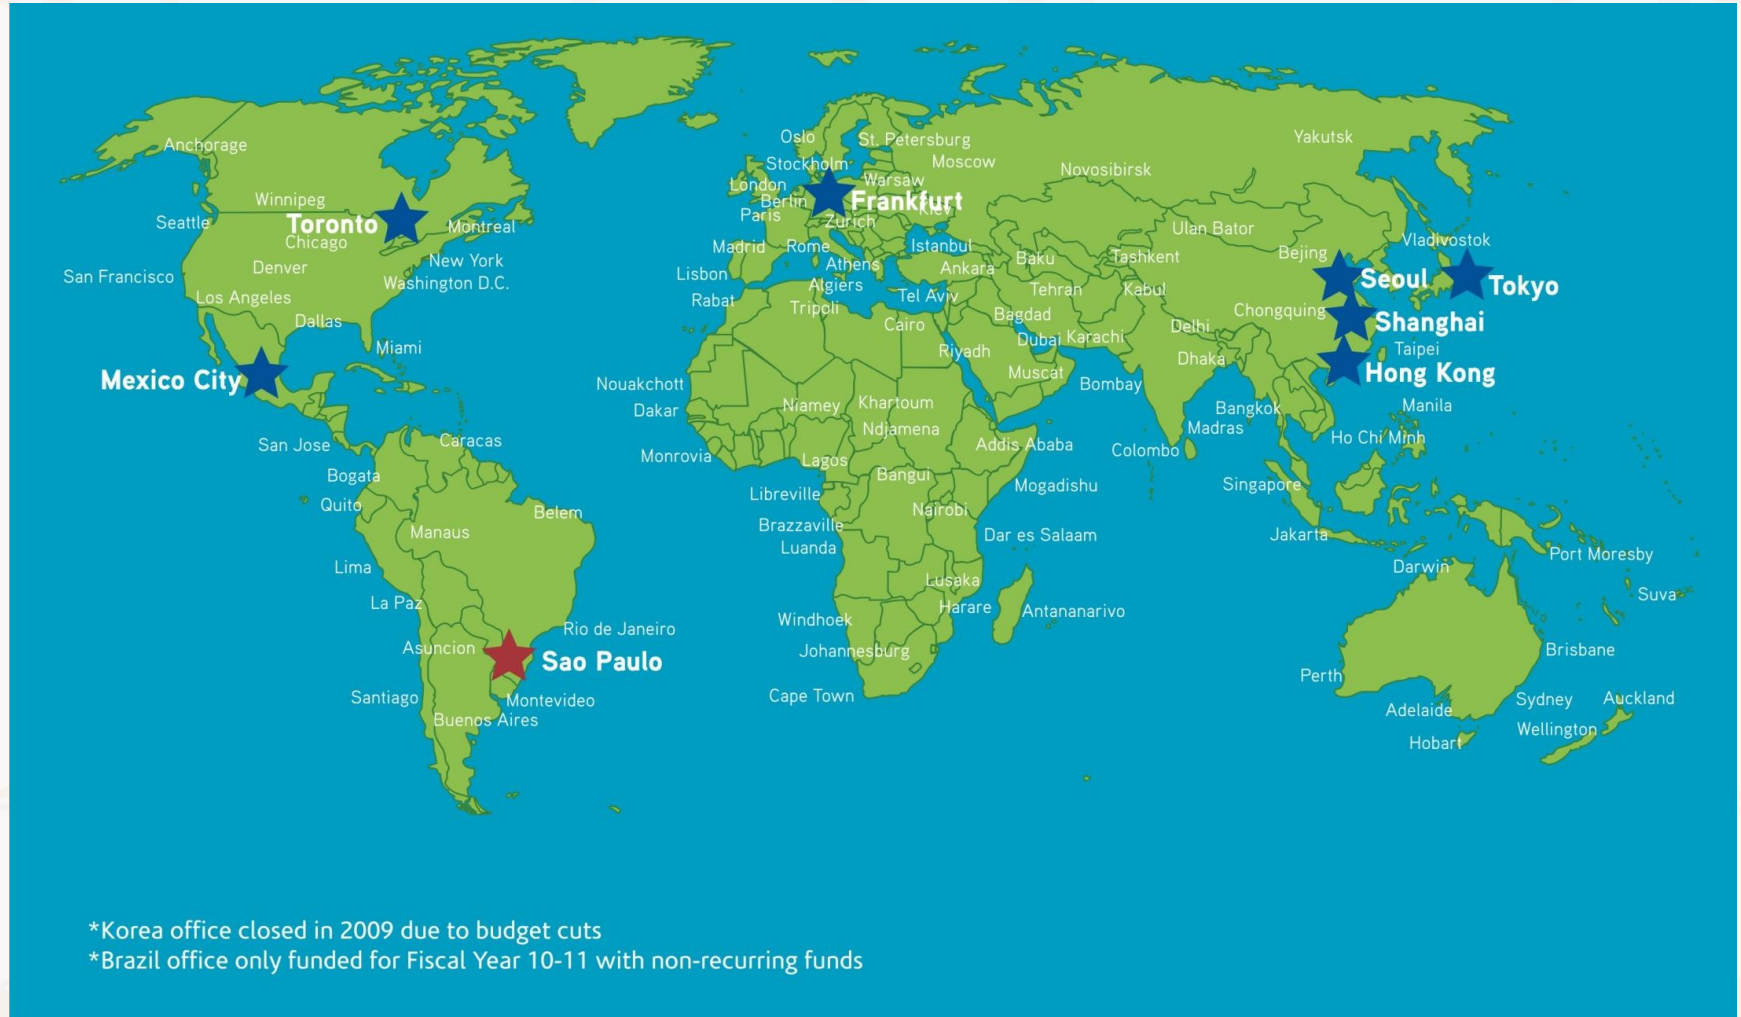 Anchorage
Oslo
St. Petersburg
Yakutsk
Stockholm
Moscow
Novosibirsk
Winnipeg
London
Warsaw
Seattle
Toronto
Montreal
Berlin
Frankfurt
Paris
Kiev
Zurich
Ulan Bator
Chicago
Vladivostok
Madrid
Rome
Istanbul
Bejing
New York
Denver
Athens
Ankara
Baku
Tashkent
San Francisco
Washington D.C.
Lisbon
Algiers
Tehran
Kabul
Seoul
Tokyo
Los Angeles
Rabat
Tripoli
Tel Aviv
Bagdad
Chongquing
Dallas
Cairo
Delhi
Shanghai
Miami
Riyadh
Dubai
Karachi
Dhaka
Taipei
Mexico City
Nouakchott
Muscat
Bombay
Hong Kong
Dakar
Niamey
Khartoum
Bangkok
Manila
San Jose
Caracas
Ndjamena
Addis Ababa
Madras
Ho Chi Minh
Monrovia
Lagos
Colombo
Bogata
Bangui
Mogadishu
Singapore
Quito
Belem
Libreville
Nairobi
Manaus
Brazzaville
Dar es Salaam
Jakarta
Luanda
Port Moresby
Lima
Darwin
La Paz
Lusaka
Suva
Harare
Antananarivo
Rio de Janeiro
Windhoek
Asuncion
Sao Paulo
Johannesburg
Brisbane
Perth
Santiago
Montevideo
Cape Town
Sydney
Auckland
Buenos Aires
Adelaide
Wellington
Hobart
*Korea office closed in 2009 due to budget cuts
*Brazil office only funded for Fiscal Year 10-11 with non-recurring funds